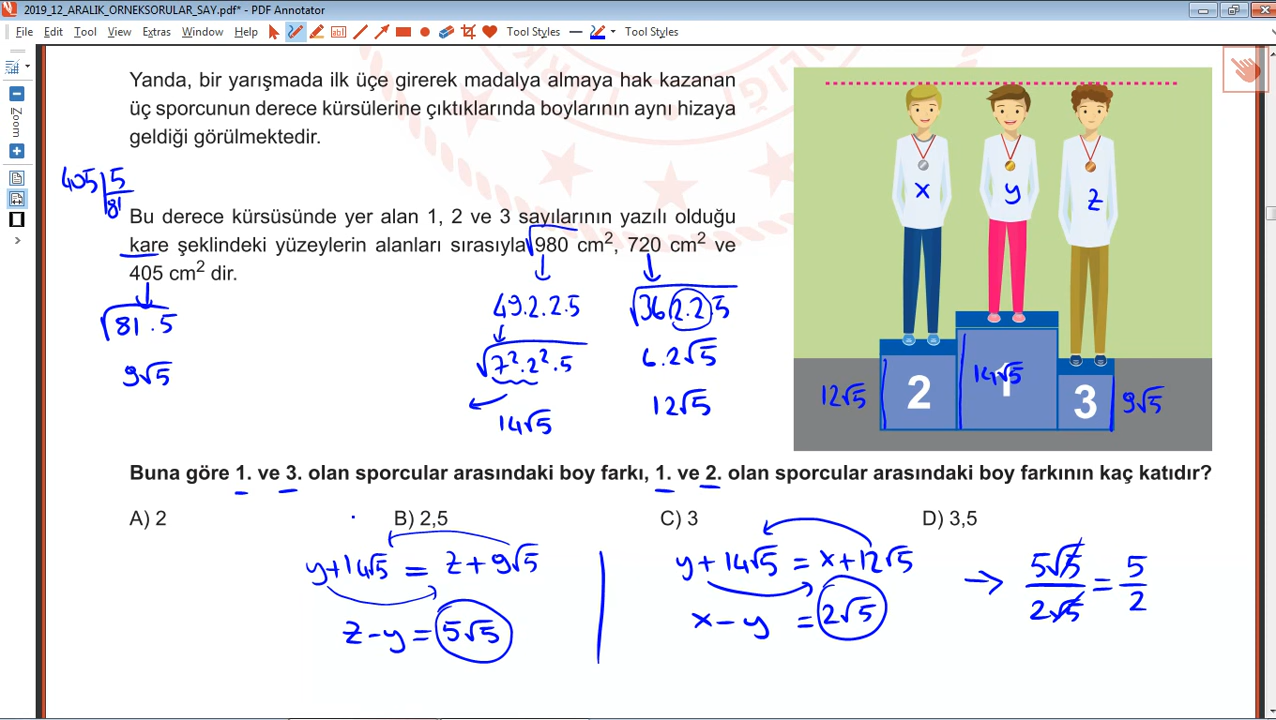 2019_12_ARALIK_ORNEKSORULAR_SAY.pdf* - PDF Annotator
File Edit Tool View Extras Window Help Tool Styles Tool Styles
Zoom
Yanda, bir yarışmada ilk üçe girerek madalya almaya hak kazanan
üç sporcunun derece kürsülerine çıktıklarında boylarının aynı hizaya
geldiği görülmektedir.
405 | 5
81
Bu derece kürsüsünde yer alan 1, 2 ve 3 sayılarının yazılı olduğu
kare şeklindeki yüzeylerin alanları sırasıyla √980 cm², 720 cm² ve
405 cm² dir.
√81.5
9√5
49.2.2.5
√7².2².5
14√5
√36 2.2.5
6.2√5
12√5
x y z
12√5 2 14√5 1 3 9√5
Buna göre 1. ve 3. olan sporcular arasındaki boy farkı, 1. ve 2. olan sporcular arasındaki boy farkının kaç katıdır?
A) 2 B) 2,5 C) 3 D) 3,5
y+14√5 = z+9√5
z-y = 5√5
y+14√5 = x+12√5
x-y = 2√5
→ 5√5/2√5 = 5/2